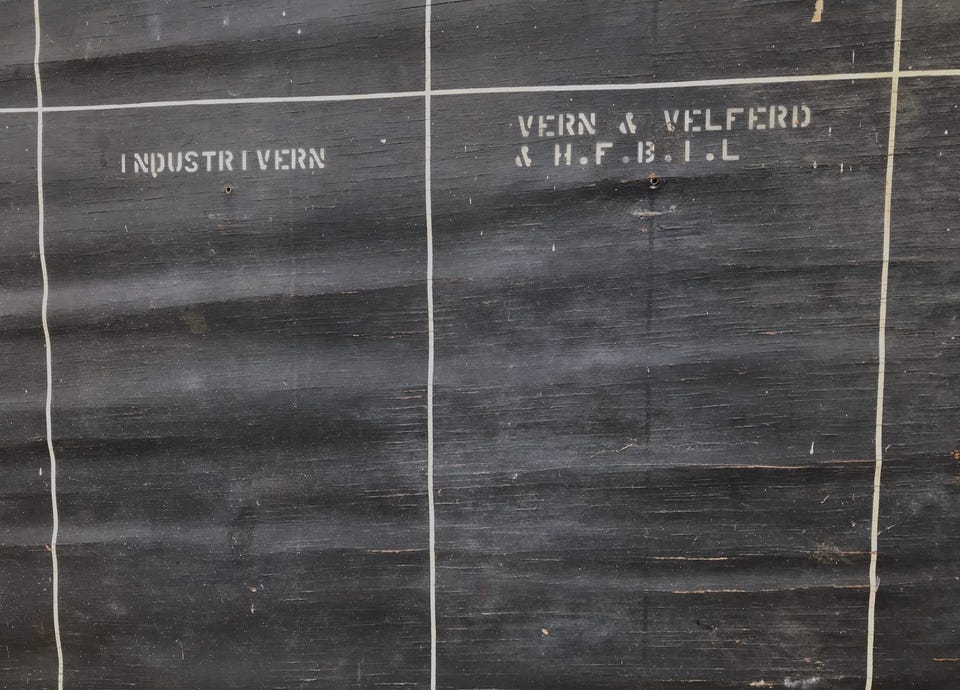 INDUSTRIVERN
VERN & VELFERD
& H.F.B.I.L